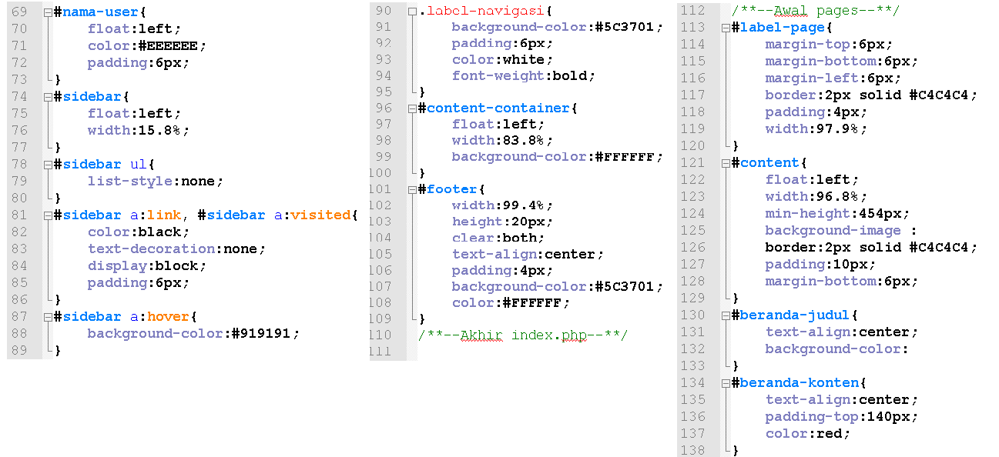 69 #nama-user{
70 float:left;
71 color:#EEEEEE;
72 padding:6px;
73 }
74 #sidebar{
75 float:left;
76 width:15.8%;
77 }
78 #sidebar ul{
79 list-style:none;
80 }
81 #sidebar a:link, #sidebar a:visited{
82 color:black;
83 text-decoration:none;
84 display:block;
85 padding:6px;
86 }
87 #sidebar a:hover{
88 background-color:#919191;
89 }
90 .label-navigasi{
91 background-color:#5C3701;
92 padding:6px;
93 color:white;
94 font-weight:bold;
95 }
96 #content-container{
97 float:left;
98 width:83.8%;
99 background-color:#FFFFFF;
100 }
101 #footer{
102 width:99.4%;
103 height:20px;
104 clear:both;
105 text-align:center;
106 padding:4px;
107 background-color:#5C3701;
108 color:#FFFFFF;
109 }
110 /**--Akhir index.php--**/
111
112 /**--Awal pages--**/
113 #label-page{
114 margin-top:6px;
115 margin-bottom:6px;
116 margin-left:6px;
117 border:2px solid #C4C4C4;
118 padding:4px;
119 width:97.9%;
120 }
121 #content{
122 float:left;
123 width:96.8%;
124 min-height:454px;
125 background-image :
126 border:2px solid #C4C4C4;
127 padding:10px;
128 margin-bottom:6px;
129 }
130 #beranda-judul{
131 text-align:center;
132 background-color:
133 }
134 #beranda-konten{
135 text-align:center;
136 padding-top:140px;
137 color:red;
138 }